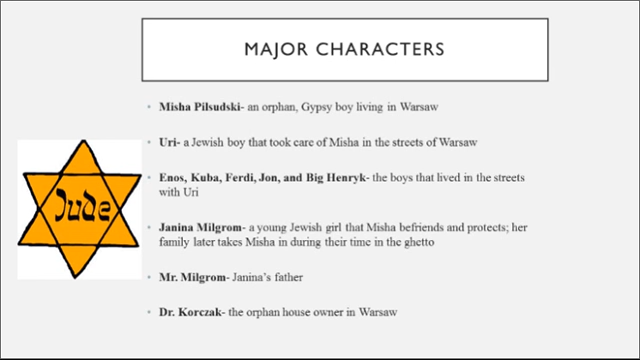 MAJOR CHARACTERS
• Misha Pilsudski- an orphan, Gypsy boy living in Warsaw
• Uri- a Jewish boy that took care of Misha in the streets of Warsaw
• Enos, Kuba, Ferdi, Jon, and Big Henryk- the boys that lived in the streets
with Uri
• Janina Milgrom- a young Jewish girl that Misha befriends and protects; her
family later takes Misha in during their time in the ghetto
Jude
• Mr. Milgrom- Janina's father
• Dr. Korczak- the orphan house owner in Warsaw